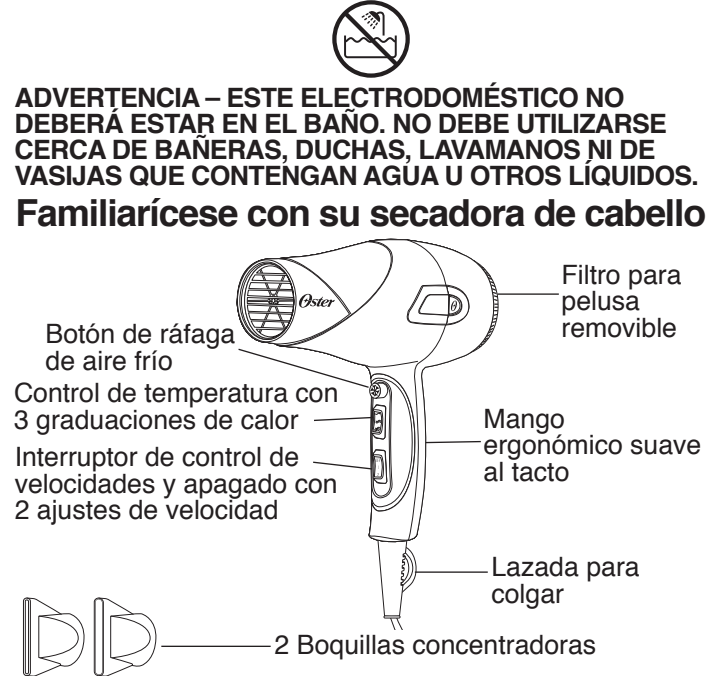 ADVERTENCIA – ESTE ELECTRODOMÉSTICO NO
DEBERÁ ESTAR EN EL BAÑO. NO DEBE UTILIZARSE
CERCA DE BAÑERAS, DUCHAS, LAVAMANOS NI DE
VASIJAS QUE CONTENGAN AGUA U OTROS LÍQUIDOS.
Familiarícese con su secadora de cabello
Oster
Filtro para
pelusa
removible
Botón de ráfaga
de aire frío
Control de temperatura con
3 graduaciones de calor
Interruptor de control de
velocidades y apagado con
2 ajustes de velocidad
Mango
ergonómico suave
al tacto
Lazada para
colgar
2 Boquillas concentradoras